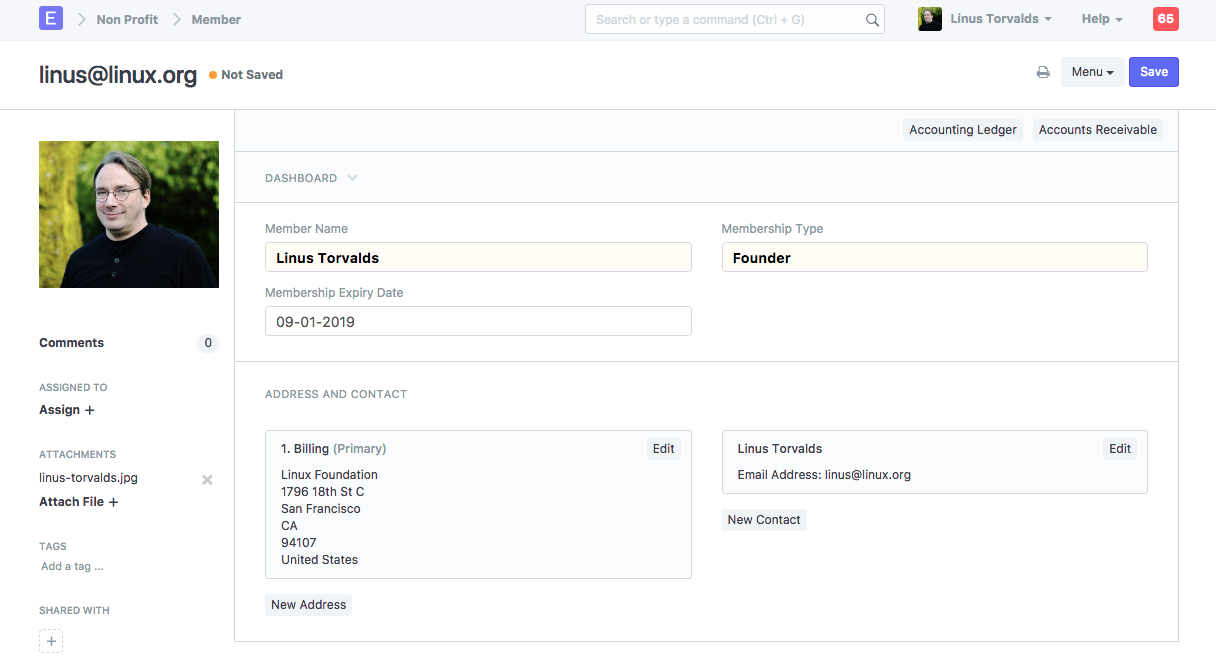 E Non Profit Member Search or type a command (Ctrl + G) Linus Torvalds Help 65
linus@linux.org Not Saved Menu Save
Accounting Ledger Accounts Receivable
DASHBOARD
Member Name Membership Type
Linus Torvalds Founder
Membership Expiry Date
09-01-2019
Comments 0
ASSIGNED TO
Assign +
ATTACHMENTS
linus-torvalds.jpg
Attach File +
TAGS
Add a tag ...
SHARED WITH
+
ADDRESS AND CONTACT
1. Billing (Primary) Edit
Linux Foundation
1796 18th St C
San Francisco
CA
94107
United States
New Address
Linus Torvalds Edit
Email Address: linus@linux.org
New Contact